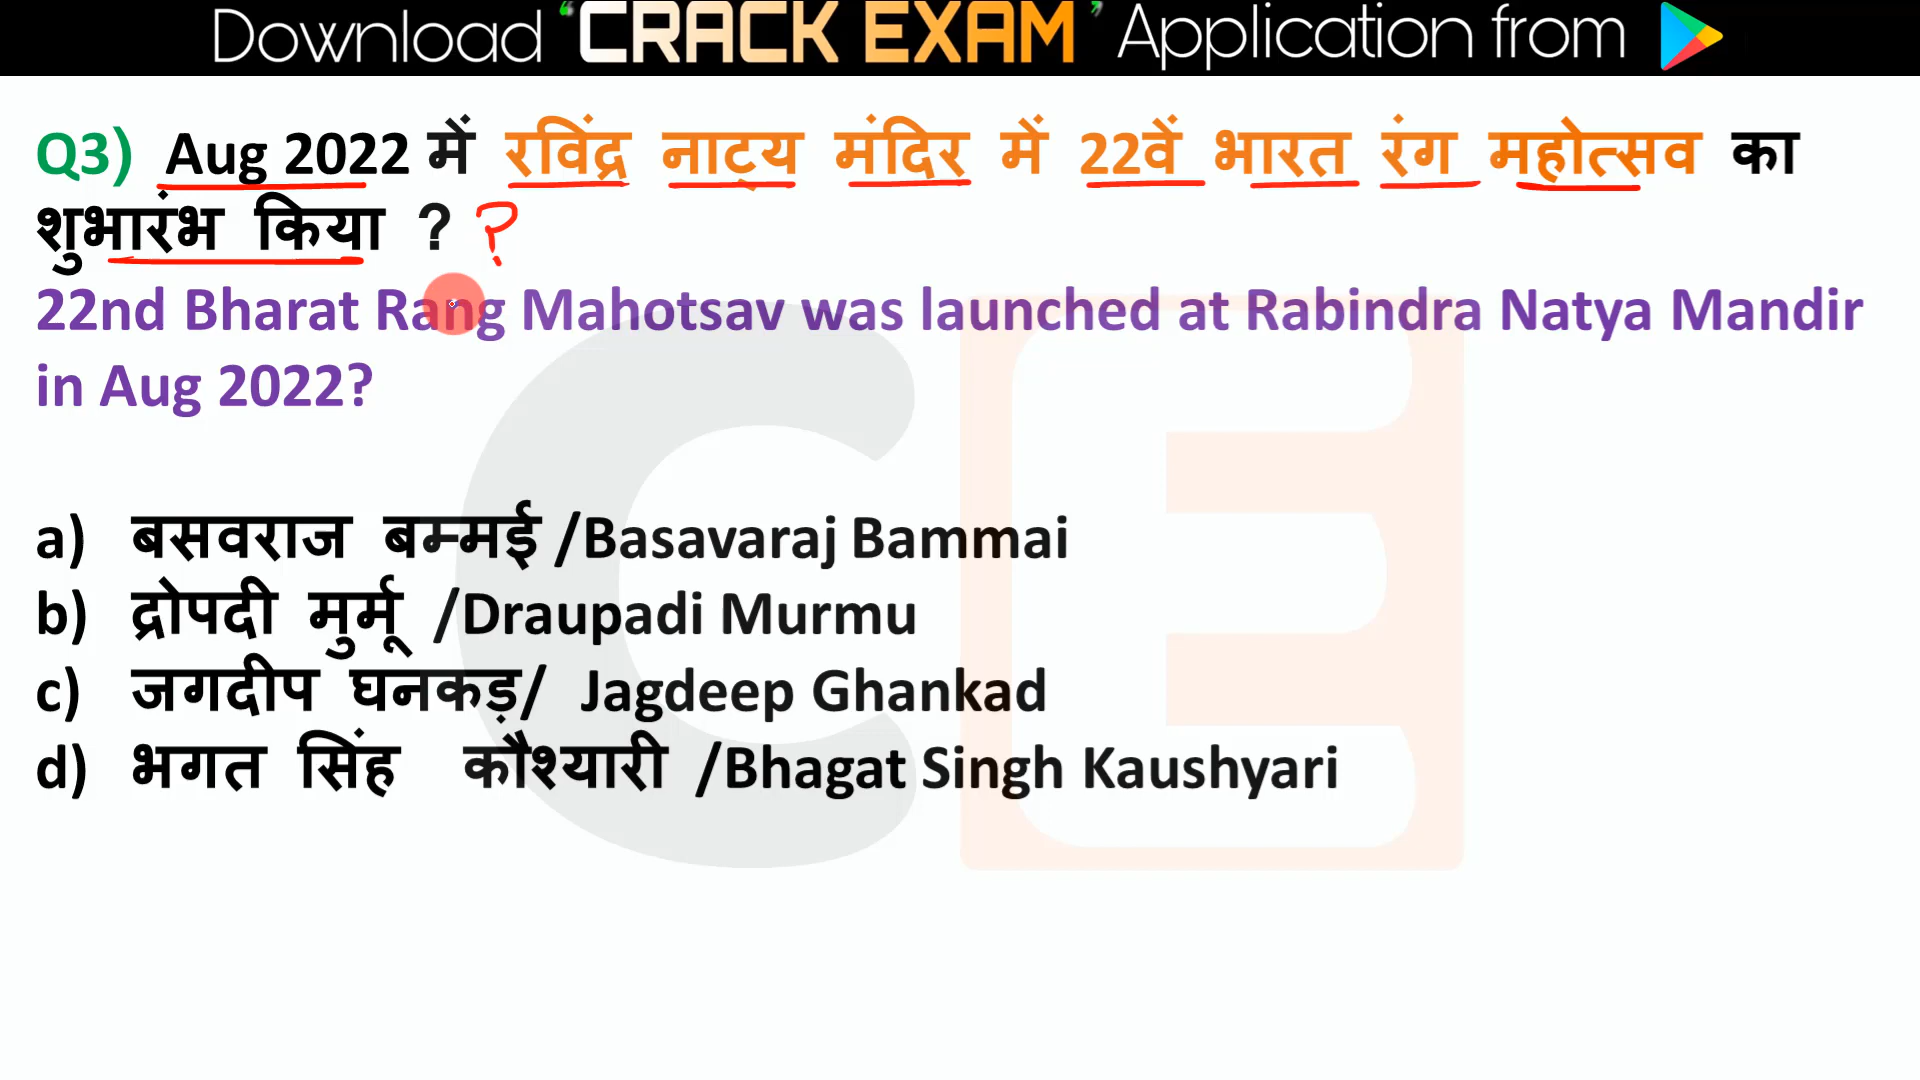 Download ‘CRACK EXAM’ Application from
Q3) Aug 2022 में रविंद्र नाट्य मंदिर में 22वें भारत रंग महोत्सव का
शुभारंभ किया ? ?
22nd Bharat Rang Mahotsav was launched at Rabindra Natya Mandir
in Aug 2022?
a) बसवराज बम्मई /Basavaraj Bammai
b) द्रोपदी मुर्मू /Draupadi Murmu
c) जगदीप घनकड़/ Jagdeep Ghankad
d) भगत सिंह कौश्यारी /Bhagat Singh Kaushyari
CE